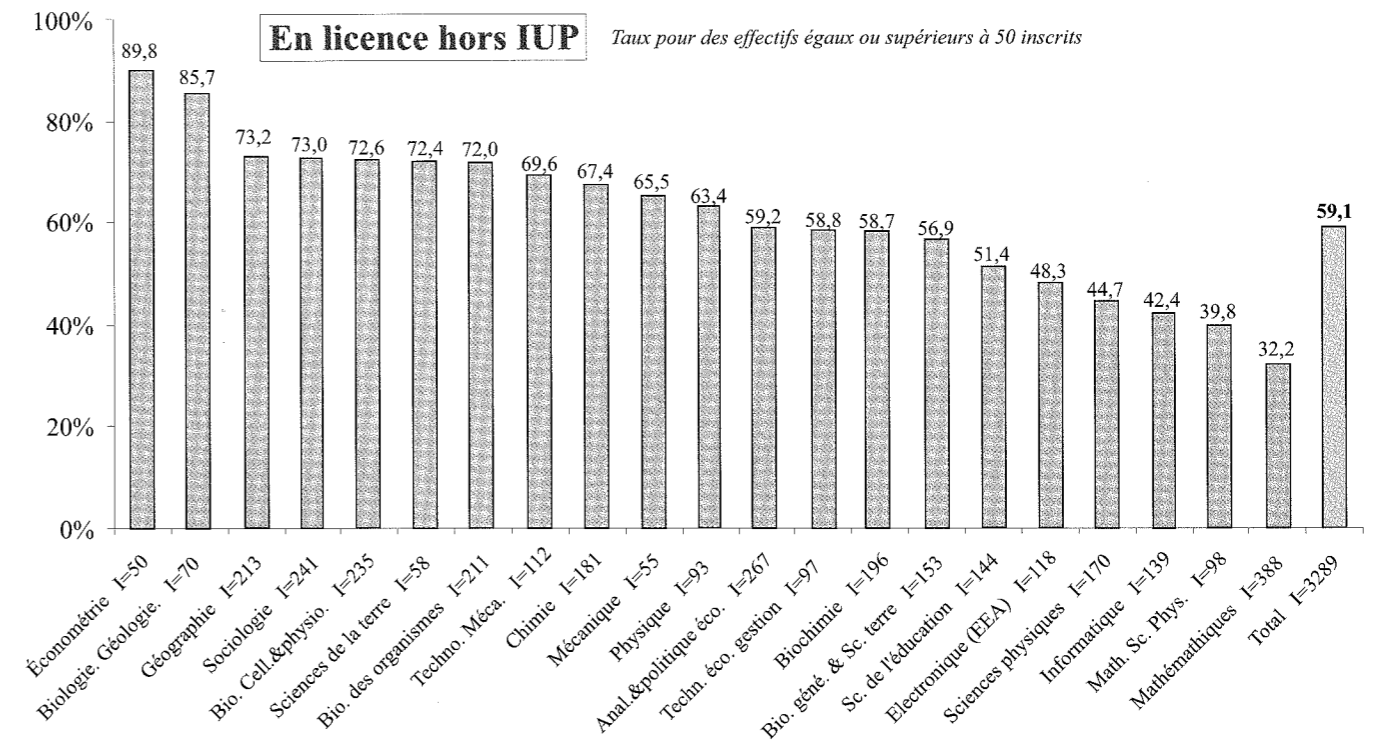 En licence hors IUP
Taux pour des effectifs égaux ou supérieurs à 50 inscrits
100%
80%
60%
40%
20%
0%
89,8
85,7
73,2
73,0
72,6
72,4
72,0
69,6
67,4
65,5
63,4
59,2
58,8
58,7
56,9
51,4
48,3
44,7
42,4
39,8
32,2
59,1
Économétrie I=50
Biologie. Géologie. I=70
Géographie I=213
Sociologie I=241
Bio. Cell.&physio. I=235
Sciences de la terre I=58
Bio. des organismes I=211
Techno. Méca. I=112
Chimie I=181
Mécanique I=55
Physique I=93
Anal.&politique éco. I=267
Techn. éco. gestion I=97
Biochimie I=196
Bio. géné. & Sc. terre I=153
Sc. de l'éducation I=144
Electronique (EEA) I=118
Sciences physiques I=170
Informatique I=139
Math. Sc. Phys. I=98
Mathémathiques I=388
Total I=3289